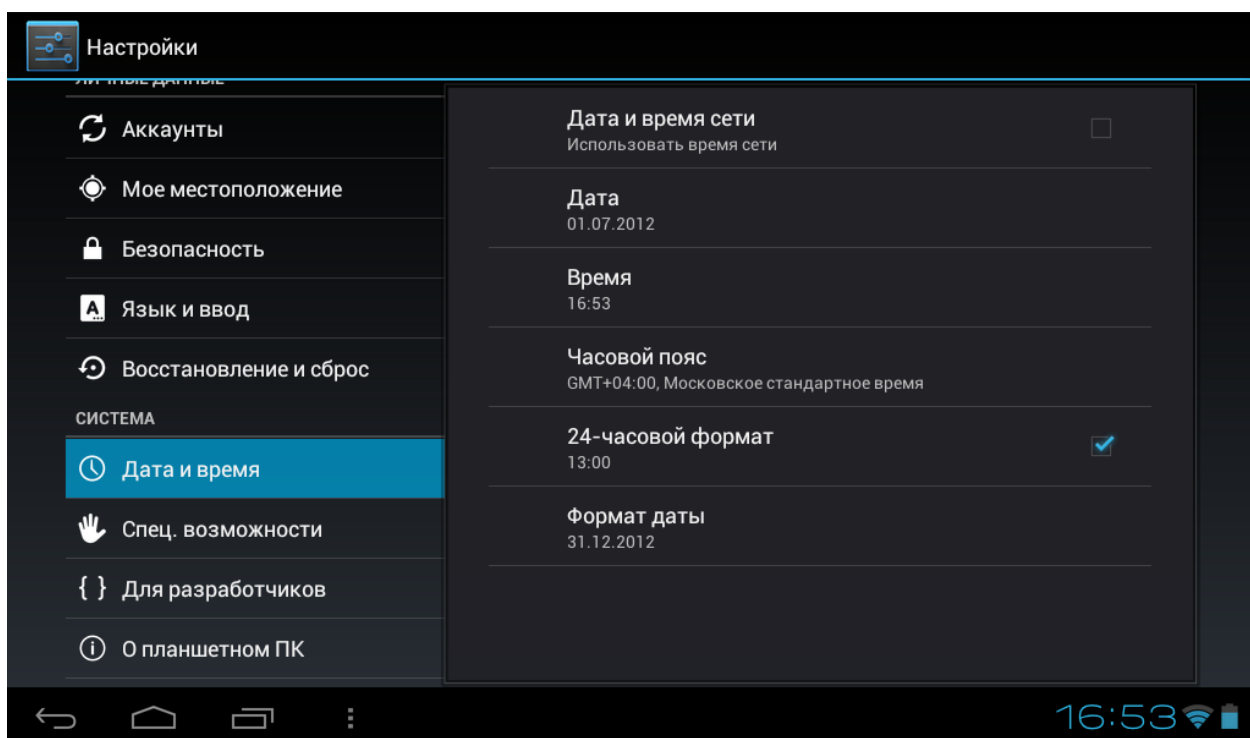 Настройки
ЛИЧНЫЕ ДАННЫЕ
Аккаунты
Мое местоположение
Безопасность
Язык и ввод
Восстановление и сброс
СИСТЕМА
Дата и время
Спец. возможности
{ } Для разработчиков
О планшетном ПК
Дата и время сети
Использовать время сети
Дата
01.07.2012
Время
16:53
Часовой пояс
GMT+04:00, Московское стандартное время
24-часовой формат
13:00
Формат даты
31.12.2012
16:53